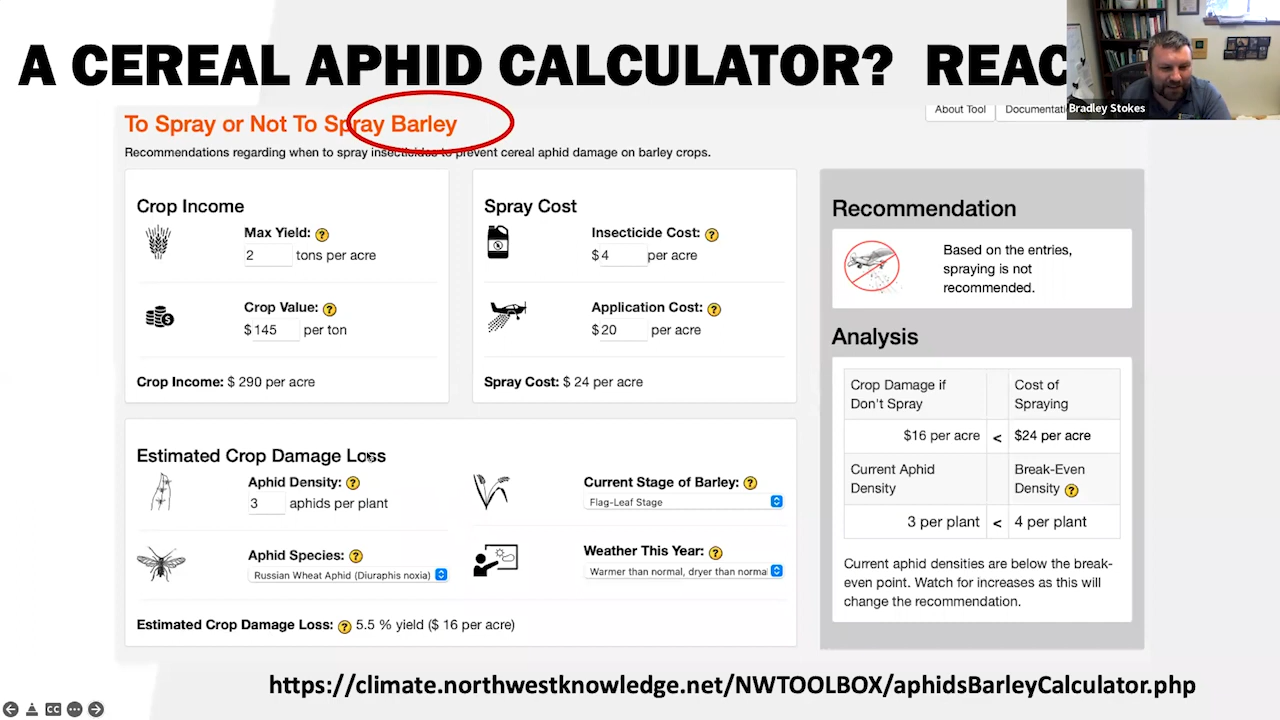 A CEREAL APHID CALCULATOR? REAC
Bradley Stokes
To Spray or Not To Spray Barley
About Tool
Documentati
Recommendations regarding when to spray insecticides to prevent cereal aphid damage on barley crops.
Crop Income
Max Yield: ?
2 tons per acre
Crop Value: ?
$ 145 per ton
Crop Income: $ 290 per acre
Spray Cost
Insecticide Cost: ?
$ 4 per acre
Application Cost: ?
$ 20 per acre
Spray Cost: $ 24 per acre
Estimated Crop Damage Loss
Aphid Density: ?
3 aphids per plant
Current Stage of Barley: ?
Flag-Leaf Stage
Aphid Species: ?
Russian Wheat Aphid (Diuraphis noxia)
Weather This Year: ?
Warmer than normal, dryer than norma
Estimated Crop Damage Loss: ? 5.5 % yield ($ 16 per acre)
Recommendation
Based on the entries,
spraying is not
recommended.
Analysis
Crop Damage if
Don't Spray
Cost of
Spraying
$16 per acre < $24 per acre
Current Aphid
Density
Break-Even
Density ?
3 per plant < 4 per plant
Current aphid densities are below the break-
even point. Watch for increases as this will
change the recommendation.
https://climate.northwestknowledge.net/NWTOOLBOX/aphidsBarleyCalculator.php
CC